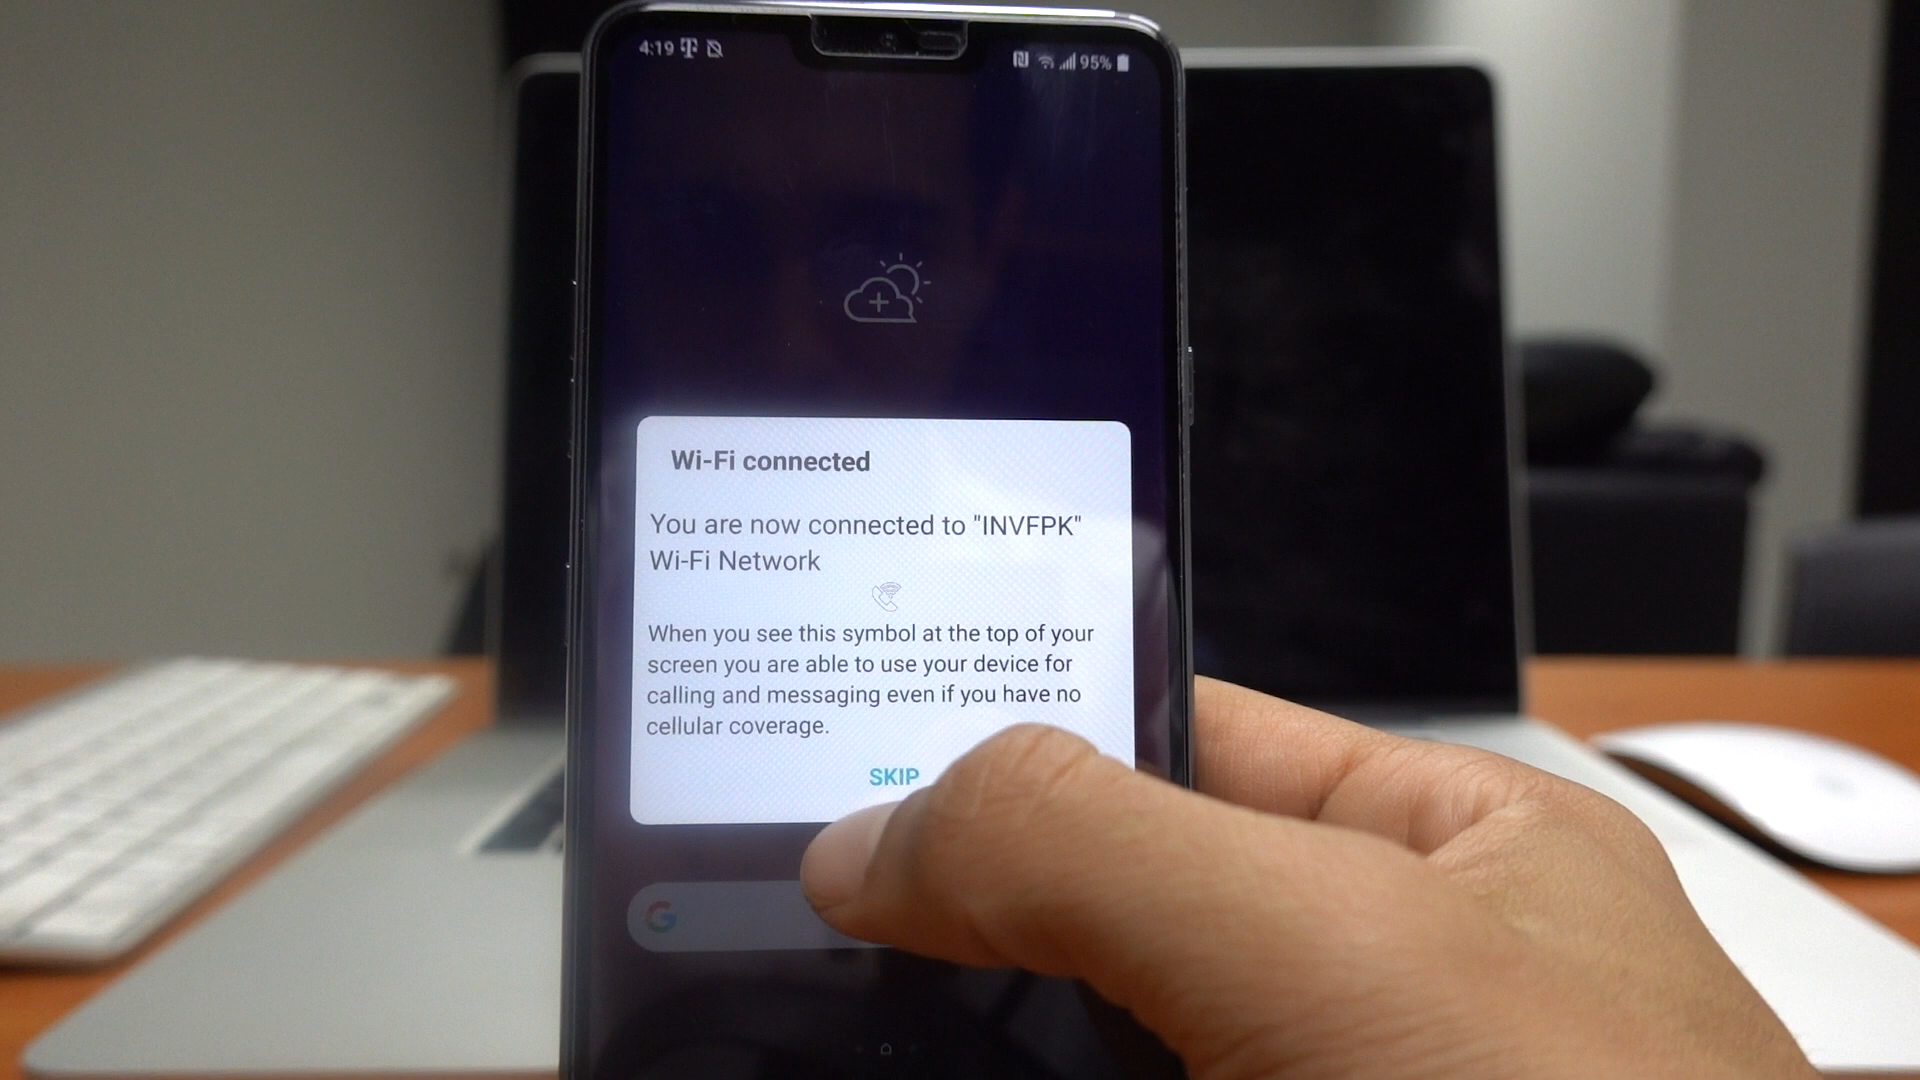 4:19
95%
Wi-Fi connected
You are now connected to "INVFPK"
Wi-Fi Network
When you see this symbol at the top of your
screen you are able to use your device for
calling and messaging even if you have no
cellular coverage.
SKIP